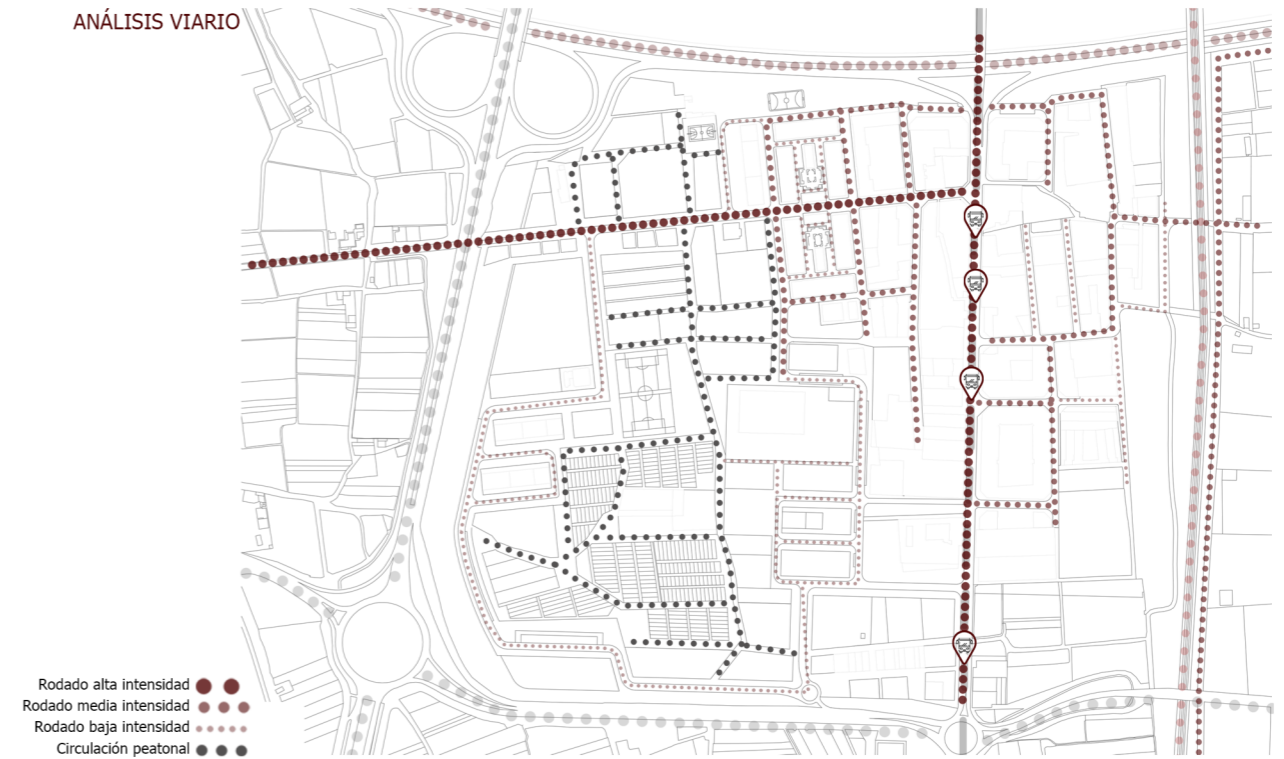 ANÁLISIS VIARIO
Rodado alta intensidad
Rodado media intensidad
Rodado baja intensidad
Circulación peatonal